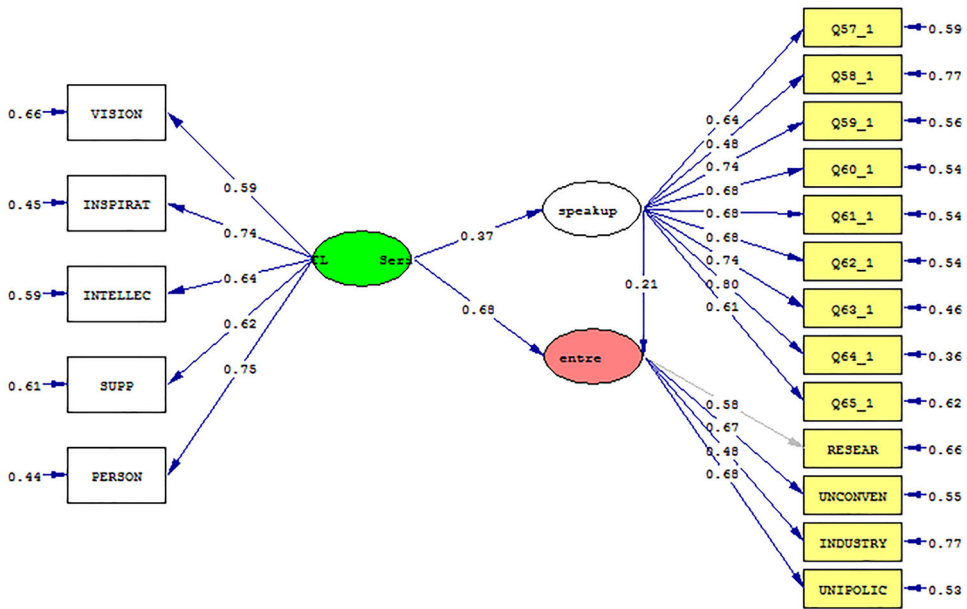 0.66
VISION
0.45
INSPIRAT
0.59
INTELLEC
0.61
SUPP
0.44
PERSON
0.59
0.74
0.64
0.62
0.75
0.37
0.68
speakup
0.21
entre
0.64
0.48
0.74
0.68
0.68
0.68
0.74
0.80
0.61
0.58
0.67
0.48
0.68
Q57_1 0.59
Q58_1 0.77
Q59_1 0.56
Q60_1 0.54
Q61_1 0.54
Q62_1 0.54
Q63_1 0.46
Q64_1 0.36
Q65_1 0.62
RESEAR 0.66
UNCONVEN 0.55
INDUSTRY 0.77
UNIPOLIC 0.53